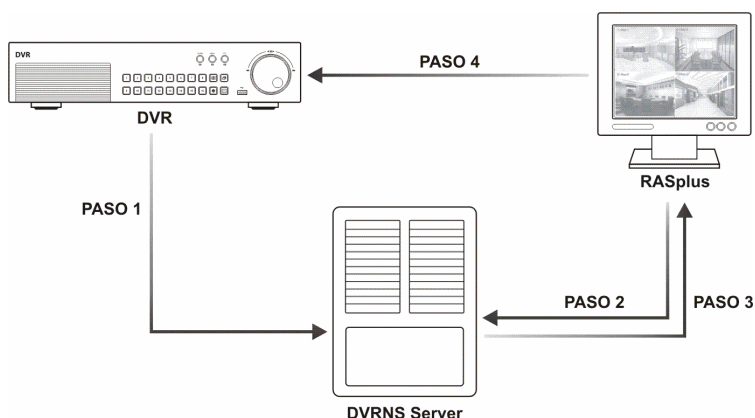 DVR
PASO 4
DVR
RASplus
PASO 1
PASO 2
PASO 3
DVRNS Server